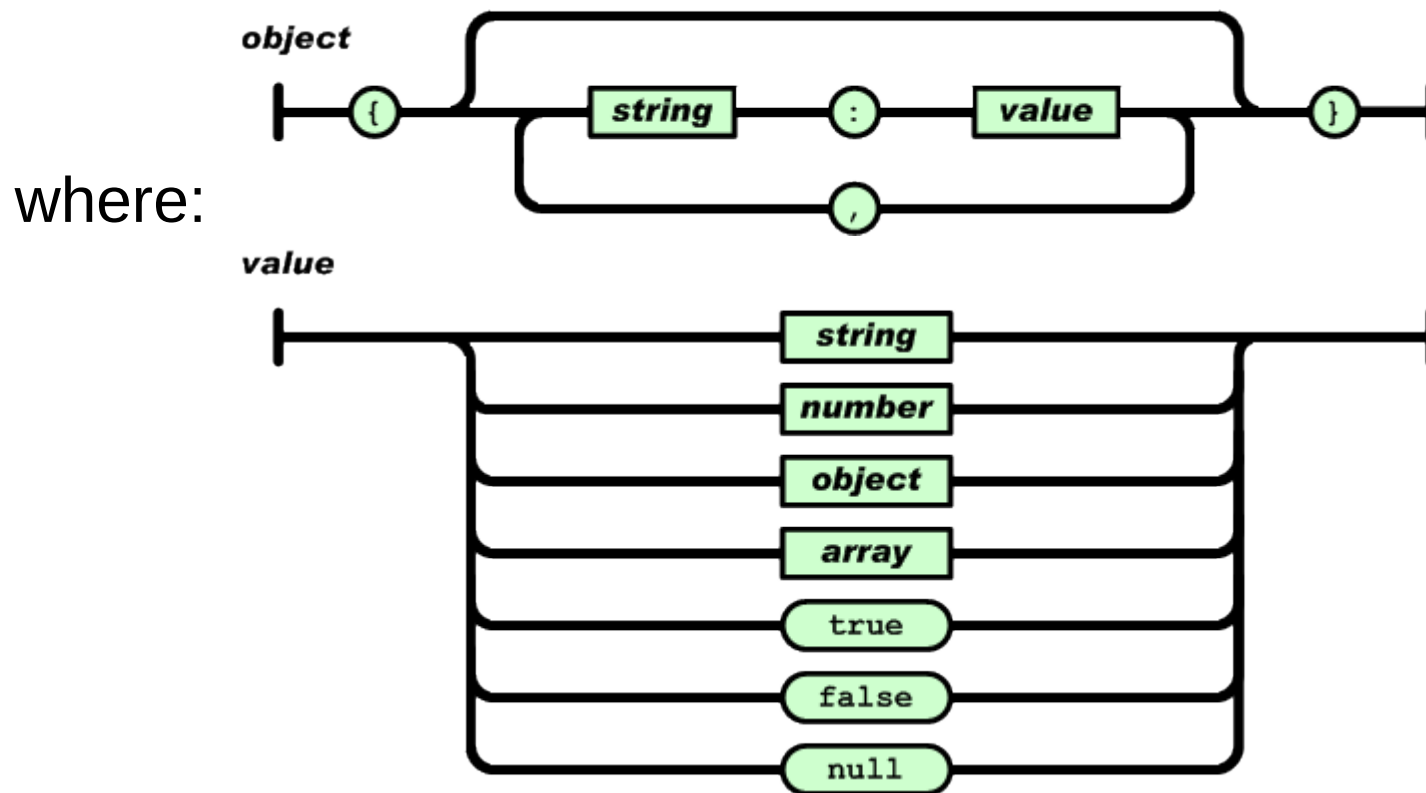 object
{ string : value }
,
where:
value
string
number
object
array
true
false
null